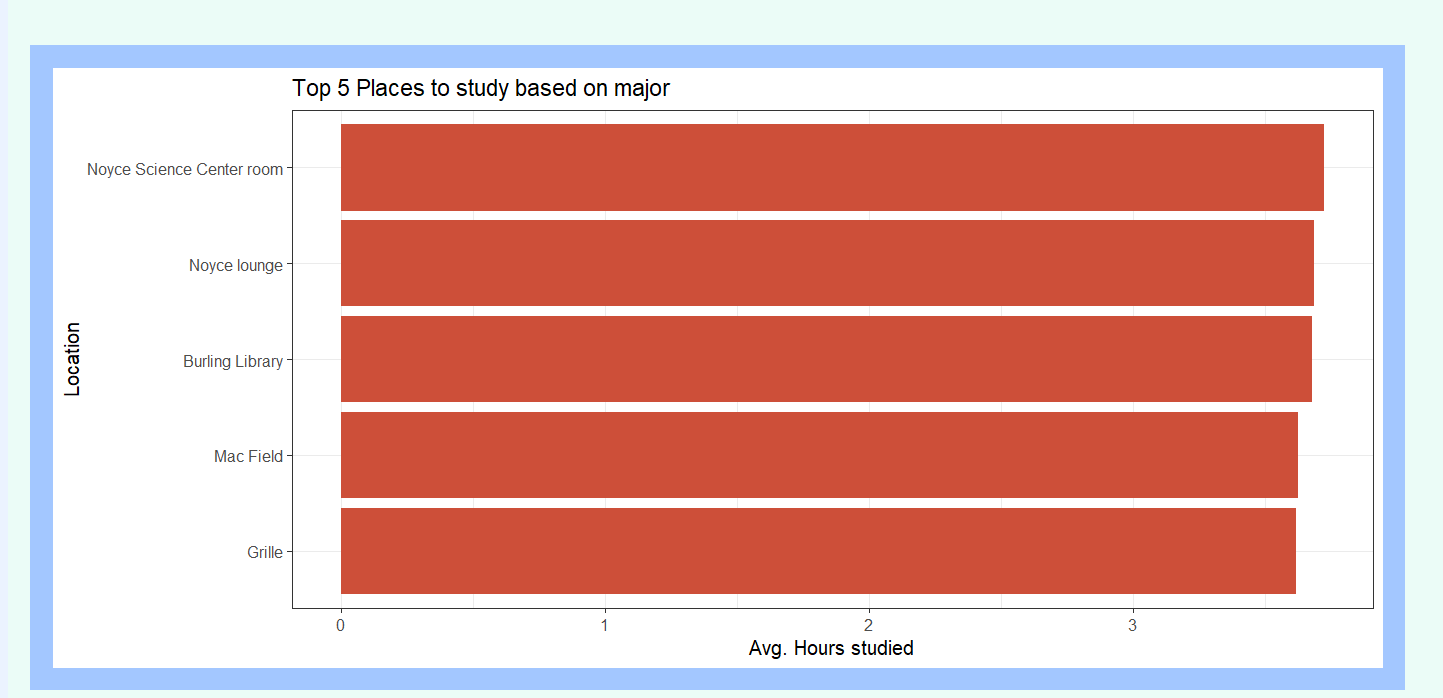 Top 5 Places to study based on major
Location
Noyce Science Center room
Noyce lounge
Burling Library
Mac Field
Grille
0 1 2 3
Avg. Hours studied